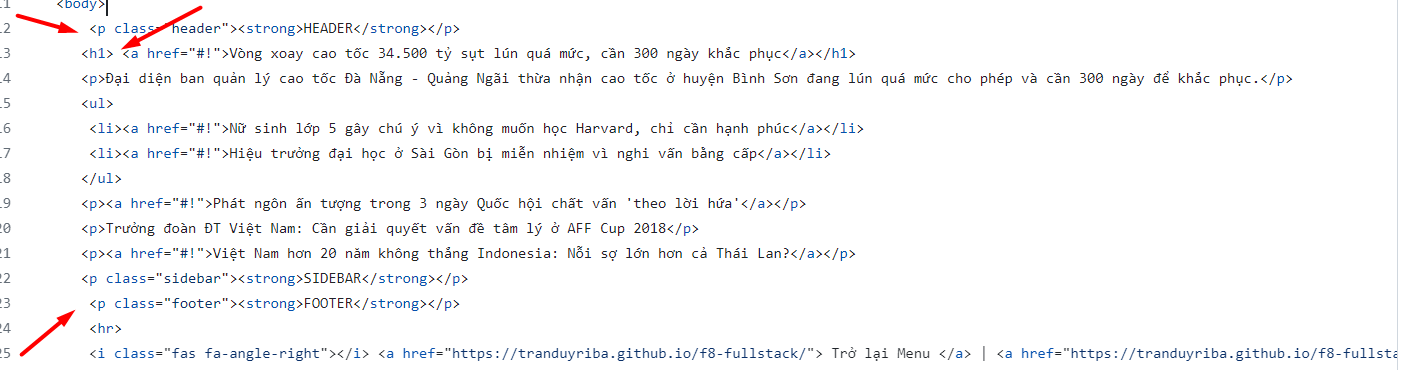 11 <body>
12 <p class="header"><strong>HEADER</strong></p>
13 <h1> <a href="#!">Vòng xoay cao tốc 34.500 tỷ sụt lún quá mức, cần 300 ngày khắc phục</a></h1>
14 <p>Đại diện ban quản lý cao tốc Đà Nẵng - Quảng Ngãi thừa nhận cao tốc ở huyện Bình Sơn đang lún quá mức cho phép và cần 300 ngày để khắc phục.</p>
15 <ul>
16 <li><a href="#!">Nữ sinh lớp 5 gây chú ý vì không muốn học Harvard, chỉ cần hạnh phúc</a></li>
17 <li><a href="#!">Hiệu trưởng đại học ở Sài Gòn bị miễn nhiệm vì nghi vấn bằng cấp</a></li>
18 </ul>
19 <p><a href="#!">Phát ngôn ấn tượng trong 3 ngày Quốc hội chất vấn 'theo lời hứa'</a></p>
20 <p>Trưởng đoàn ĐT Việt Nam: Cần giải quyết vấn đề tâm lý ở AFF Cup 2018</p>
21 <p><a href="#!">Việt Nam hơn 20 năm không thắng Indonesia: Nỗi sợ lớn hơn cả Thái Lan?</a></p>
22 <p class="sidebar"><strong>SIDEBAR</strong></p>
23 <p class="footer"><strong>FOOTER</strong></p>
24 <hr>
25 <i class="fas fa-angle-right"></i> <a href="https://tranduyriba.github.io/f8-fullstack/"> Trở lại Menu </a> | <a href="https://tranduyriba.github.io/f8-fullsta